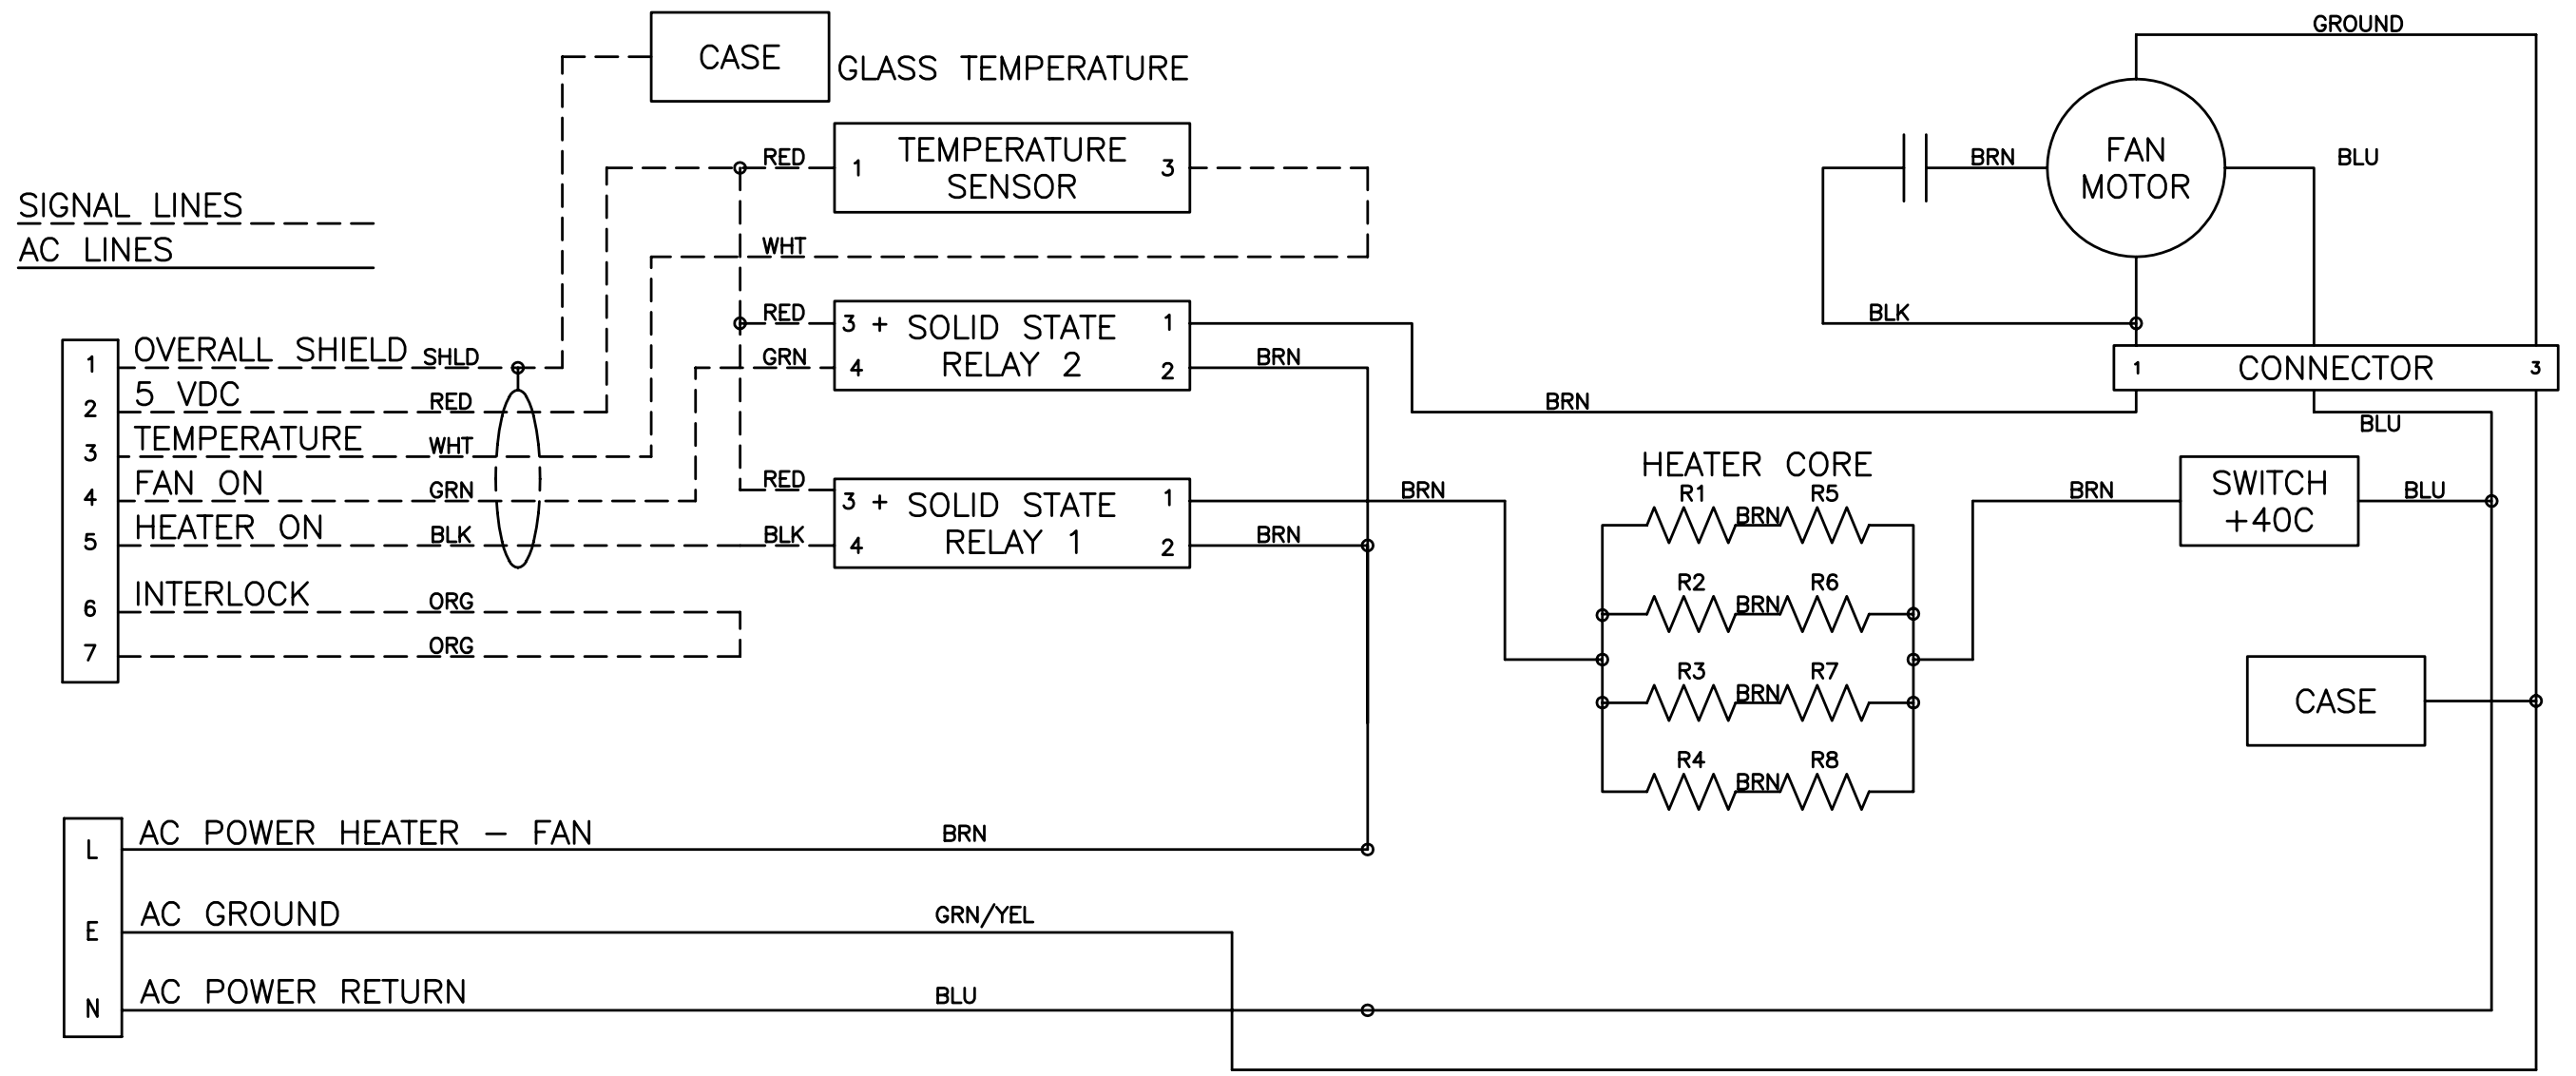 GROUND
CASE
GLASS TEMPERATURE
RED
1
TEMPERATURE
SENSOR
3
BRN
FAN
MOTOR
BLU
SIGNAL LINES
AC LINES
WHT
RED
3 + SOLID STATE
RELAY 2
1
GRN
4
2
BRN
BLK
1
CONNECTOR
3
BRN
BLU
1
OVERALL SHIELD
SHLD
2
5 VDC
RED
3
TEMPERATURE
WHT
4
FAN ON
GRN
5
HEATER ON
BLK
6
INTERLOCK
ORG
7
ORG
RED
3 + SOLID STATE
RELAY 1
1
BLK
4
2
BRN
BRN
HEATER CORE
R1
BRN
R5
R2
BRN
R6
R3
BRN
R7
R4
BRN
R8
BRN
SWITCH
+40C
BLU
CASE
L
AC POWER HEATER - FAN
BRN
E
AC GROUND
GRN/YEL
N
AC POWER RETURN
BLU